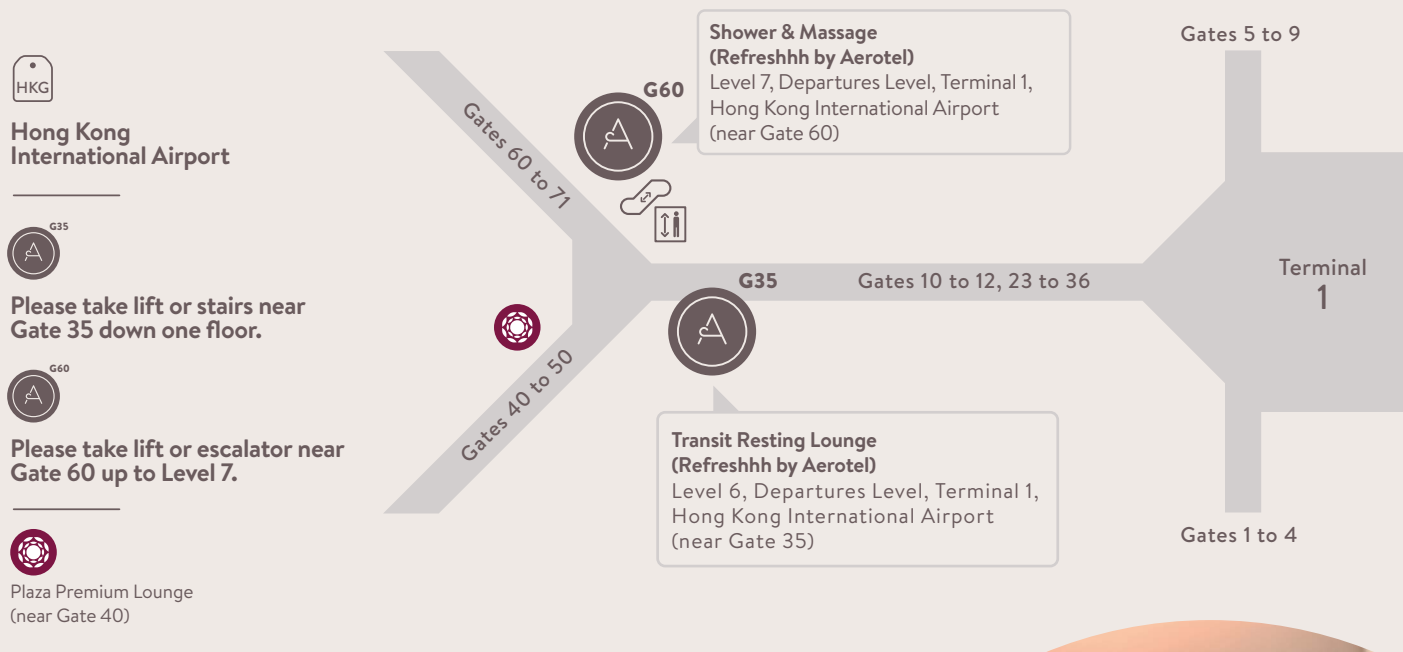 HKG
Hong Kong
International Airport
G35
Please take lift or stairs near
Gate 35 down one floor.
G60
Please take lift or escalator near
Gate 60 up to Level 7.
Plaza Premium Lounge
(near Gate 40)
Gates 60 to 71
G60
Shower & Massage
(Refreshhh by Aerotel)
Level 7, Departures Level, Terminal 1,
Hong Kong International Airport
(near Gate 60)
Gates 5 to 9
G35
Gates 10 to 12, 23 to 36
Terminal
1
Gates 40 to 50
Transit Resting Lounge
(Refreshhh by Aerotel)
Level 6, Departures Level, Terminal 1,
Hong Kong International Airport
(near Gate 35)
Gates 1 to 4